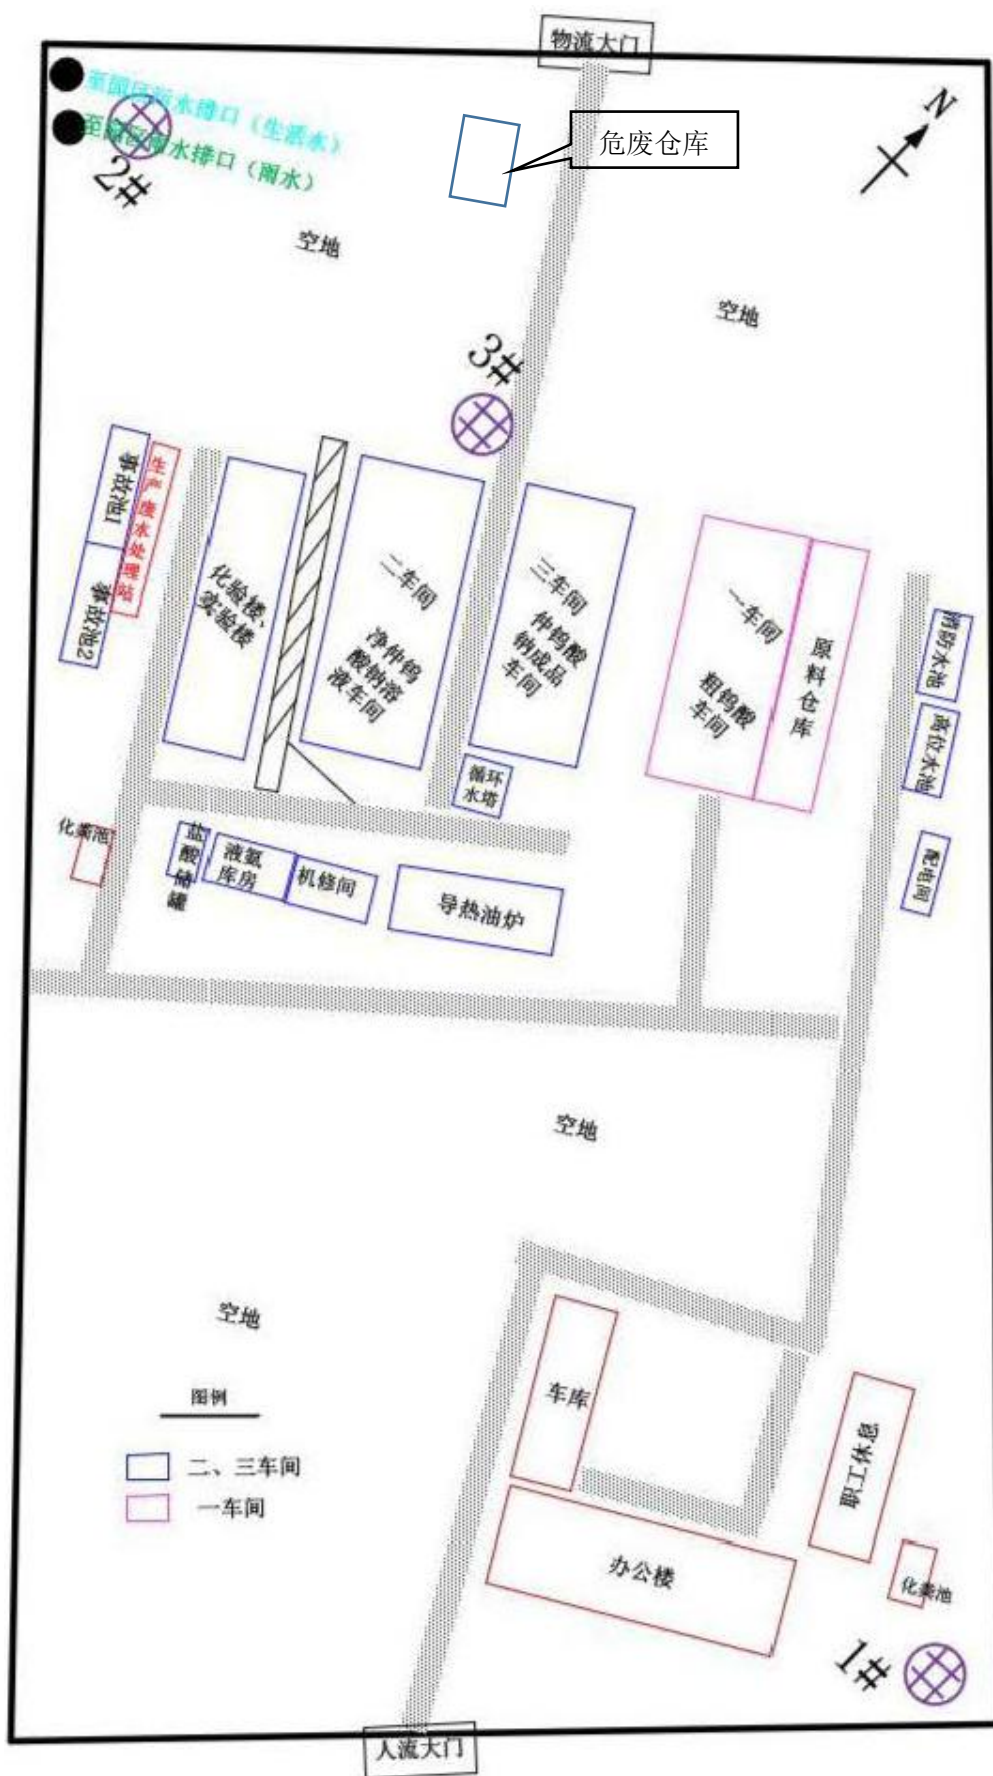 物流大门
至园区污水排口（生活水）
至园区雨水排口（雨水）
2#
N
危废仓库
空地
空地
3#
事故池1
生产废水处理站
事故池2
化验楼、
实验楼
二车间
净仲钨
酸钠溶
液车间
三车间
仲钨酸
钠成品
车间
一车间
粗钨酸
车间
原料仓库
消防水池
高位水池
循环
水塔
配电间
化粪池
盐酸储罐
液氨
库房
机修间
导热油炉
空地
空地
图例
二、三车间
一车间
车库
职工休息
办公楼
化粪池
1#
人流大门